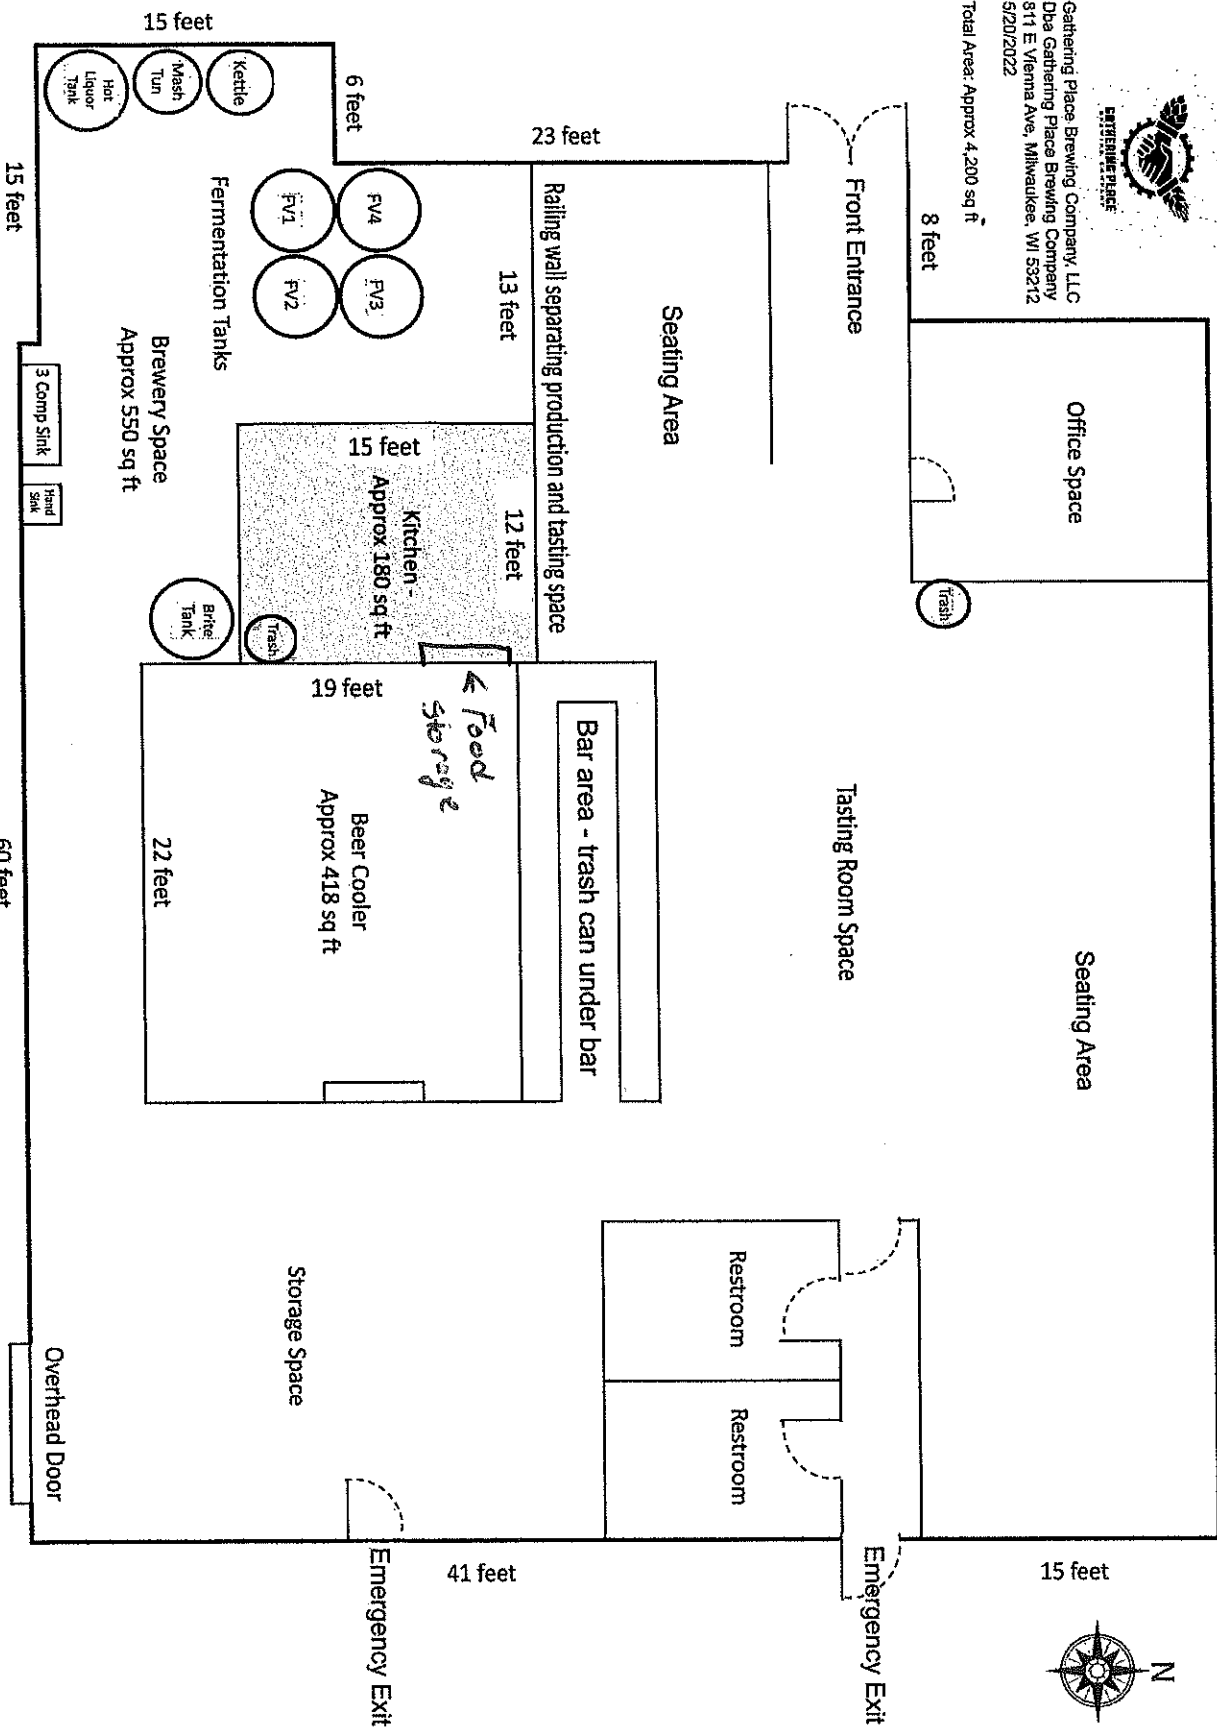 GATHERING PLACE
BREWING COMPANY
Gathering Place Brewing Company, LLC
Dba Gathering Place Brewing Company
811 E Vienna Ave, Milwaukee, WI 53212
5/20/2022
Total Area: Approx 4,200 sq ft
15 feet
6 feet
23 feet
8 feet
Front Entrance
Office Space
Trash
Kettle
Mash
Tun
Hot
Liquor
Tank
15 feet
FV4
FV1
FV3
FV2
Fermentation Tanks
13 feet
Railing wall separating production and tasting space
Seating Area
Brewery Space
Approx 550 sq ft
3 Comp Sink
Hand
Sink
15 feet
12 feet
Kitchen -
Approx 180 sq ft
Trash
Brite
Tank
← Food
storage
19 feet
Beer Cooler
Approx 418 sq ft
22 feet
60 feet
Bar area - trash can under bar
Tasting Room Space
Seating Area
Restroom
Restroom
Storage Space
Overhead Door
Emergency Exit
41 feet
Emergency Exit
15 feet
N